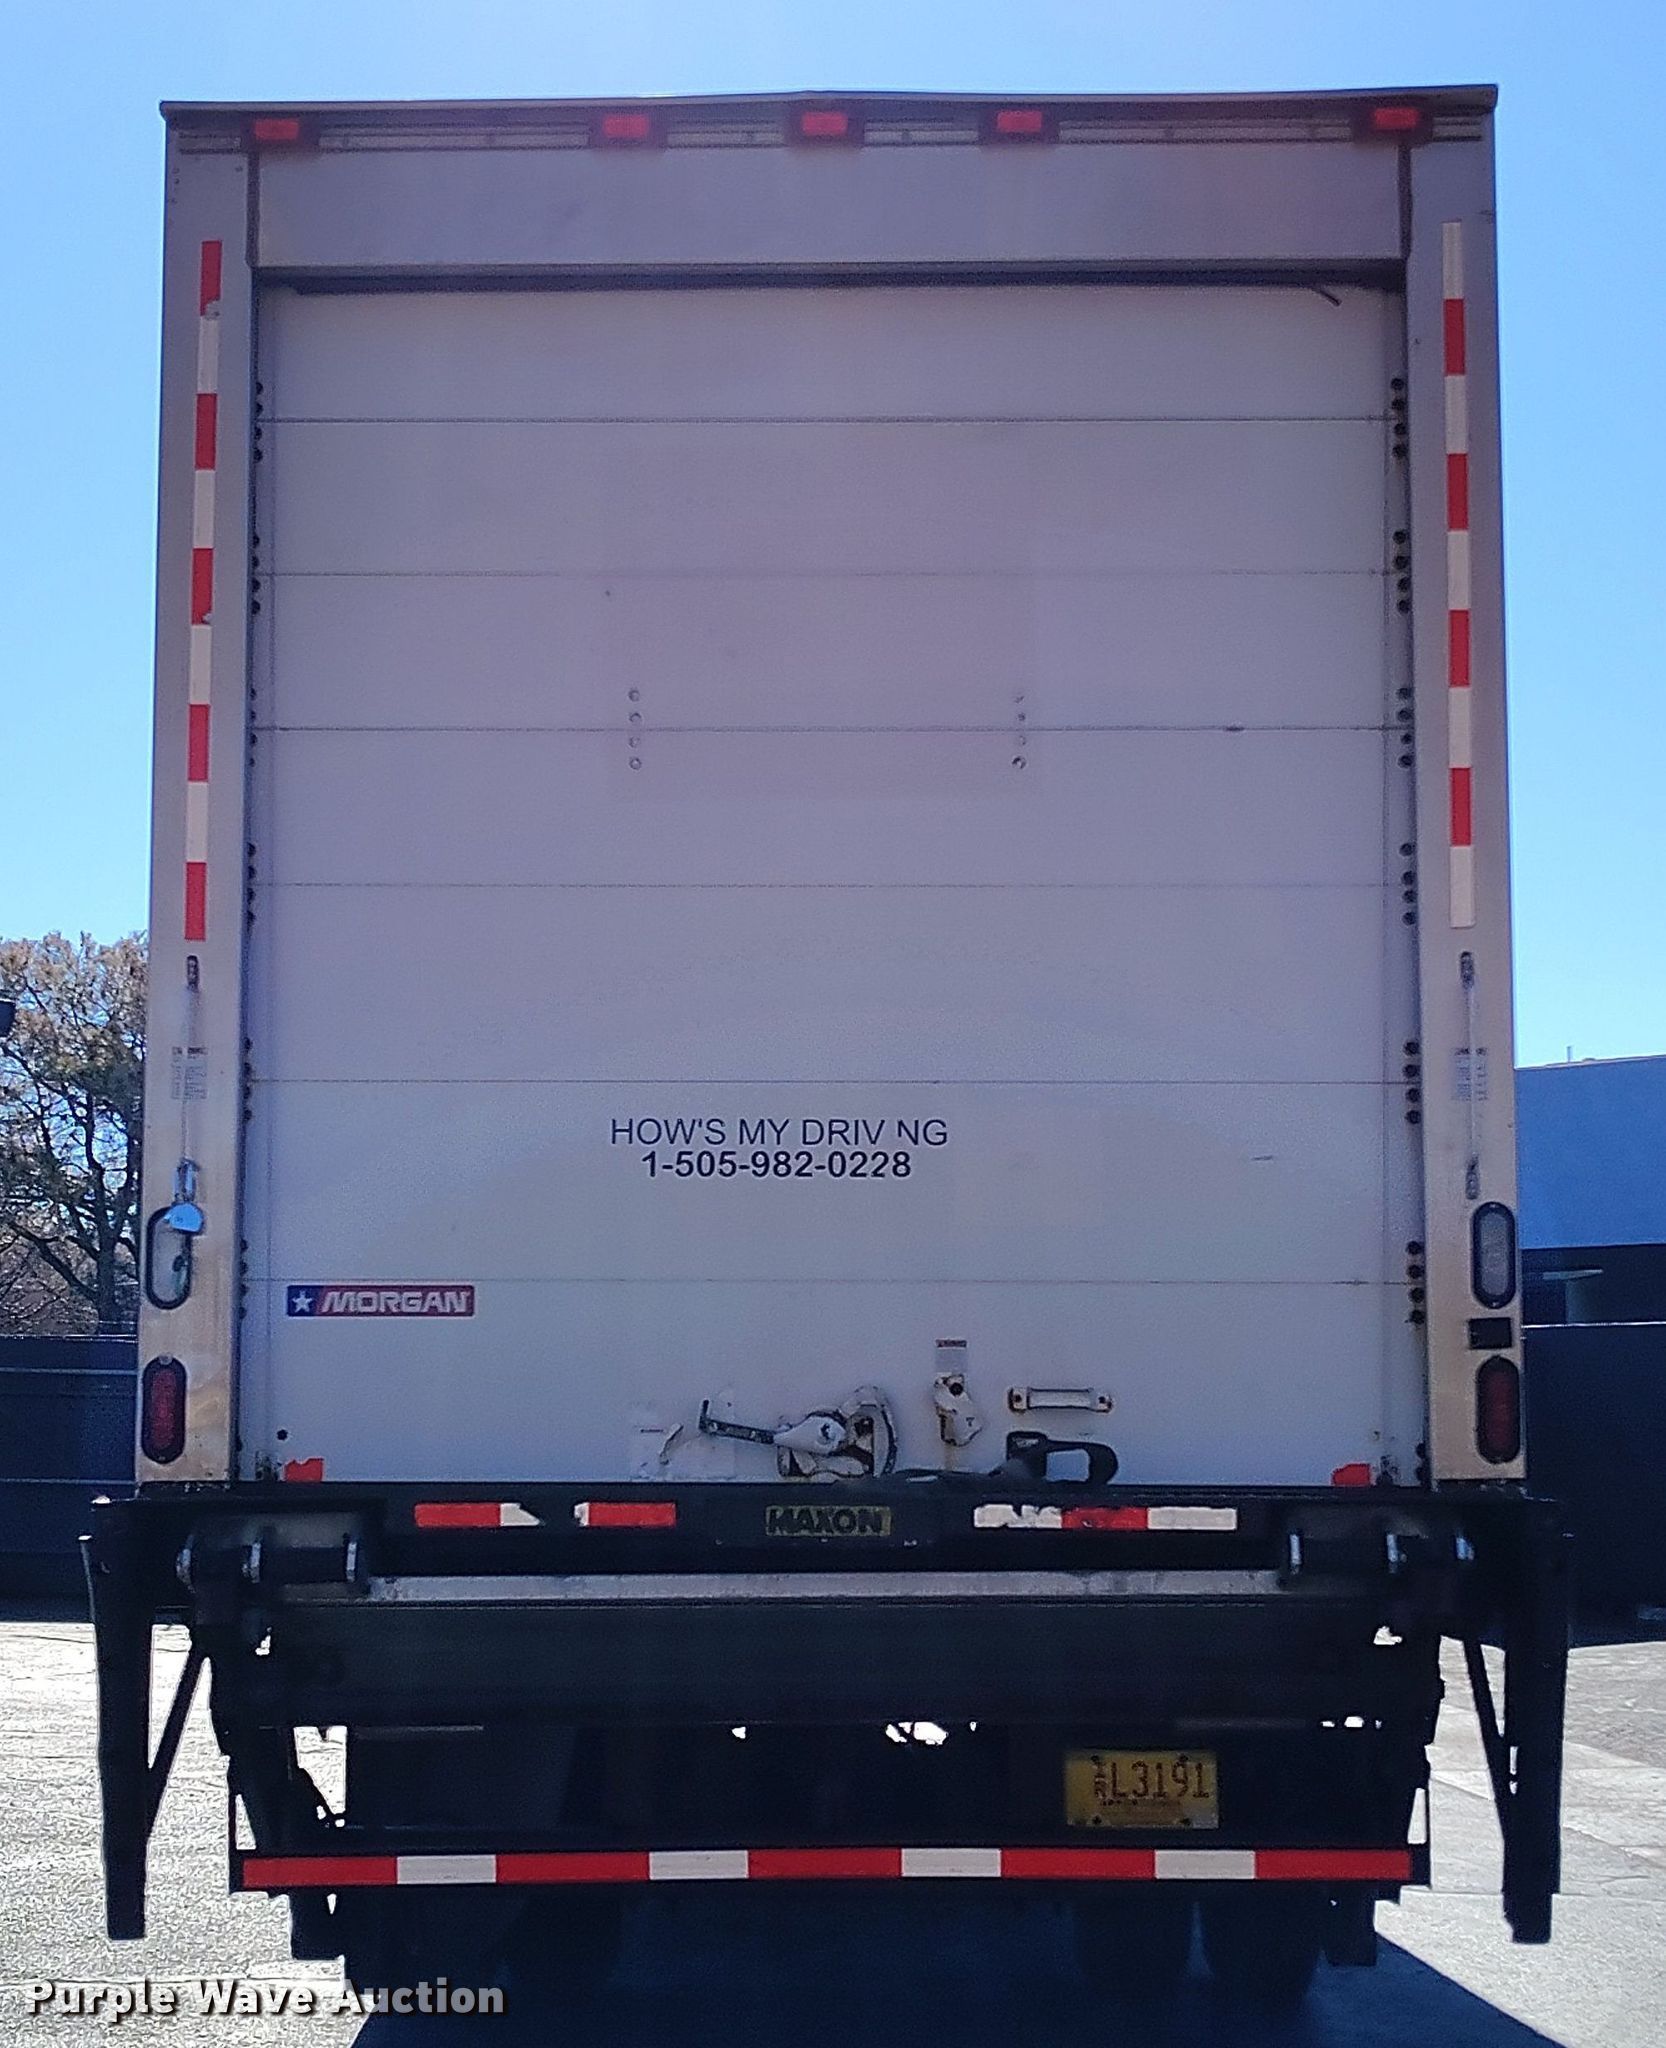 HOW'S MY DRIV NG
1-505-982-0228
MORGAN
MAXON
L3191
Purple Wave Auction